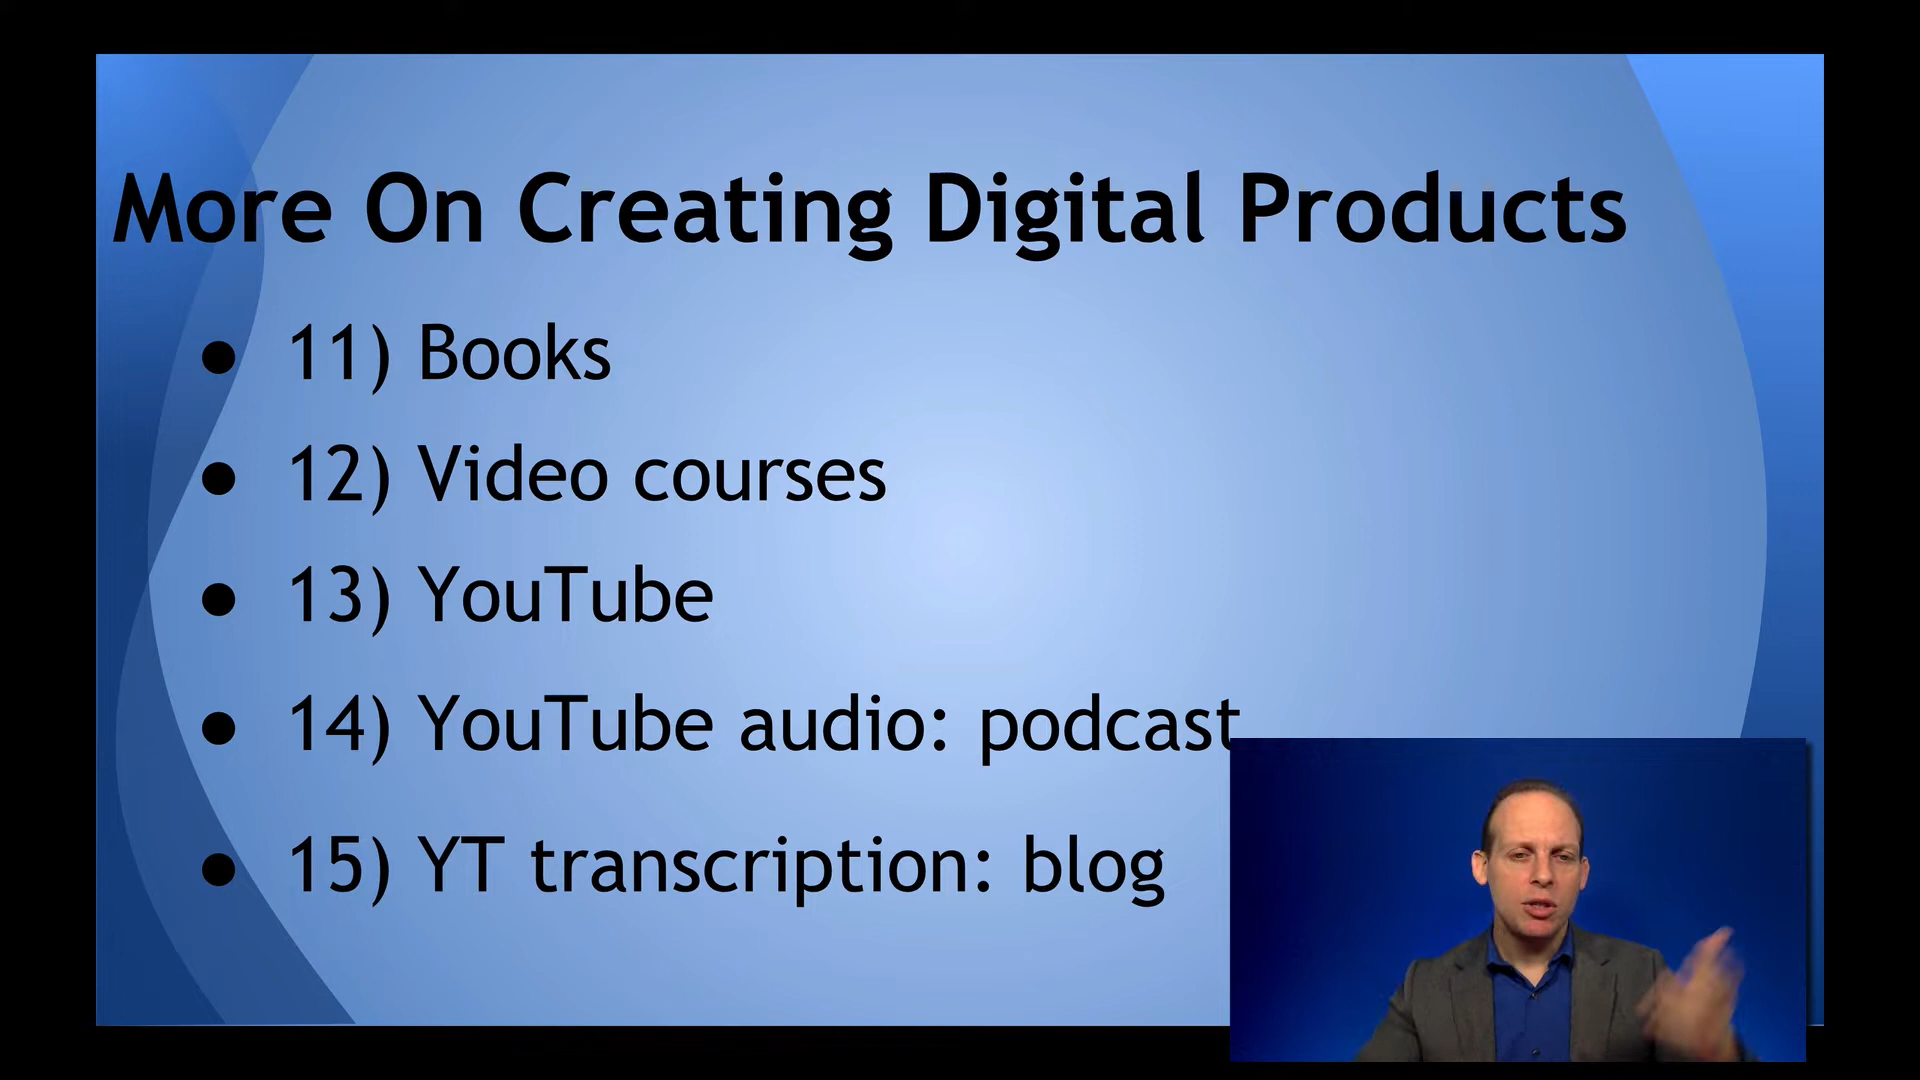 More On Creating Digital Products
● 11) Books
● 12) Video courses
● 13) YouTube
● 14) YouTube audio: podcast
● 15) YT transcription: blog